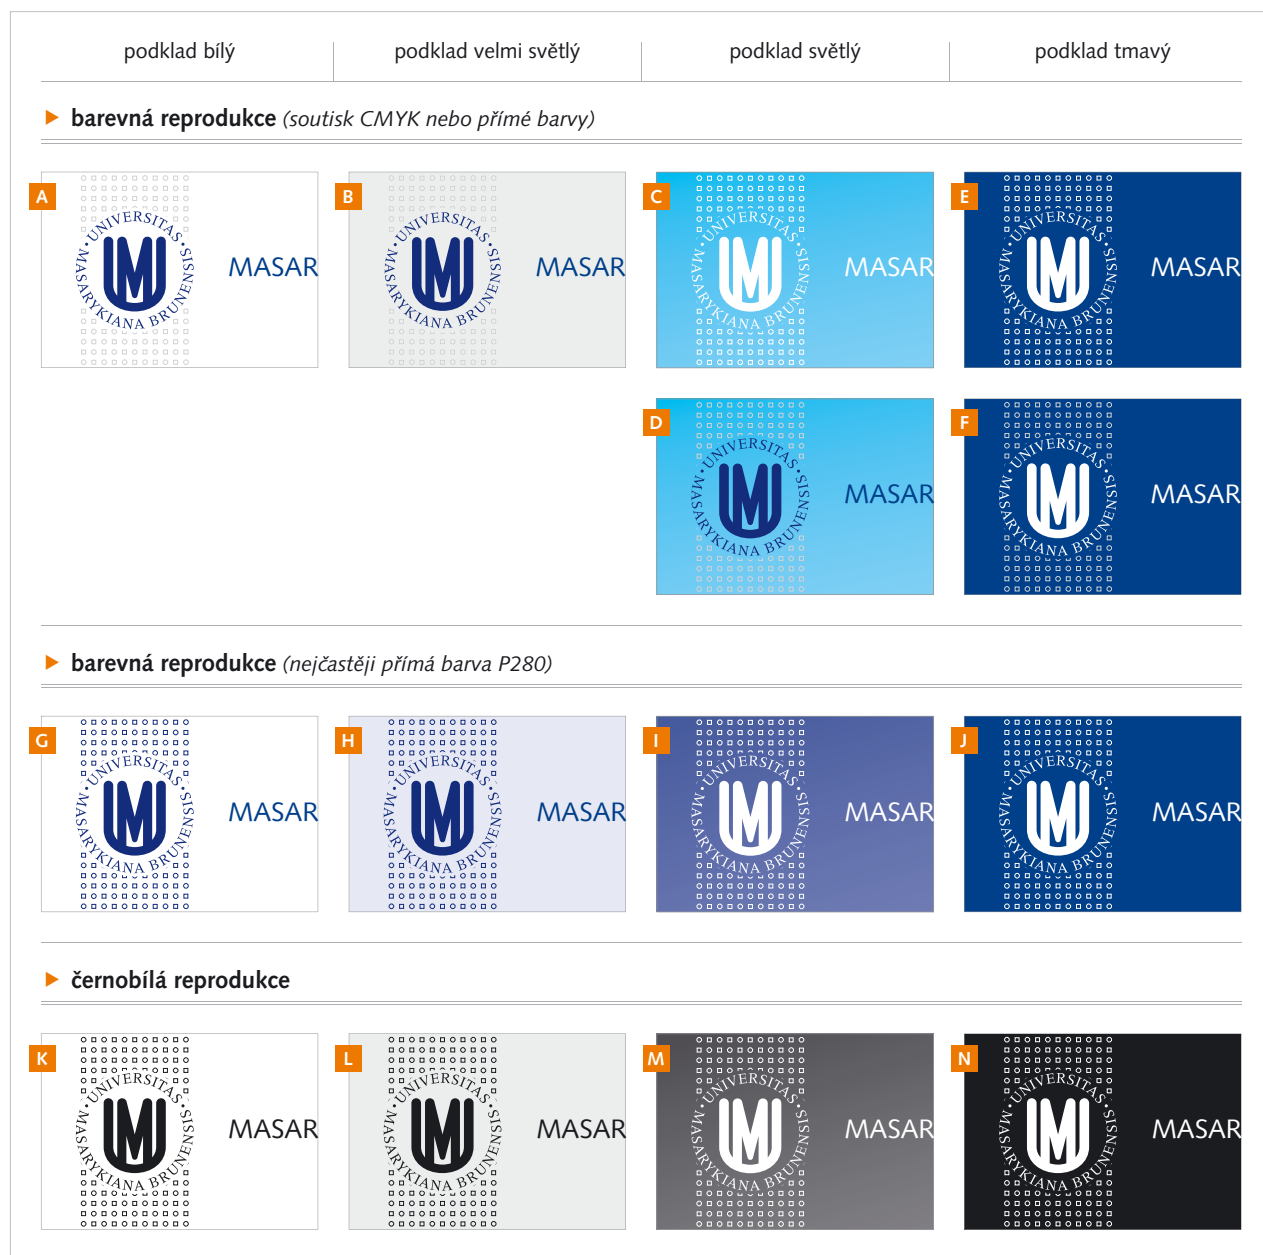 podklad bílý podklad velmi světlý podklad světlý podklad tmavý
barevná reprodukce (soutisk CMYK nebo přímé barvy)
A UNIVERSITAS • MASARYKIANA BRUNENSIS • MASAR
B UNIVERSITAS • MASARYKIANA BRUNENSIS • MASAR
C UNIVERSITAS • MASARYKIANA BRUNENSIS • MASAR
E UNIVERSITAS • MASARYKIANA BRUNENSIS • MASAR
D UNIVERSITAS • MASARYKIANA BRUNENSIS • MASAR
F UNIVERSITAS • MASARYKIANA BRUNENSIS • MASAR
barevná reprodukce (nejčastěji přímá barva P280)
G UNIVERSITAS • MASARYKIANA BRUNENSIS • MASAR
H UNIVERSITAS • MASARYKIANA BRUNENSIS • MASAR
I UNIVERSITAS • MASARYKIANA BRUNENSIS • MASAR
J UNIVERSITAS • MASARYKIANA BRUNENSIS • MASAR
černobílá reprodukce
K UNIVERSITAS • MASARYKIANA BRUNENSIS • MASAR
L UNIVERSITAS • MASARYKIANA BRUNENSIS • MASAR
M UNIVERSITAS • MASARYKIANA BRUNENSIS • MASAR
N UNIVERSITAS • MASARYKIANA BRUNENSIS • MASAR